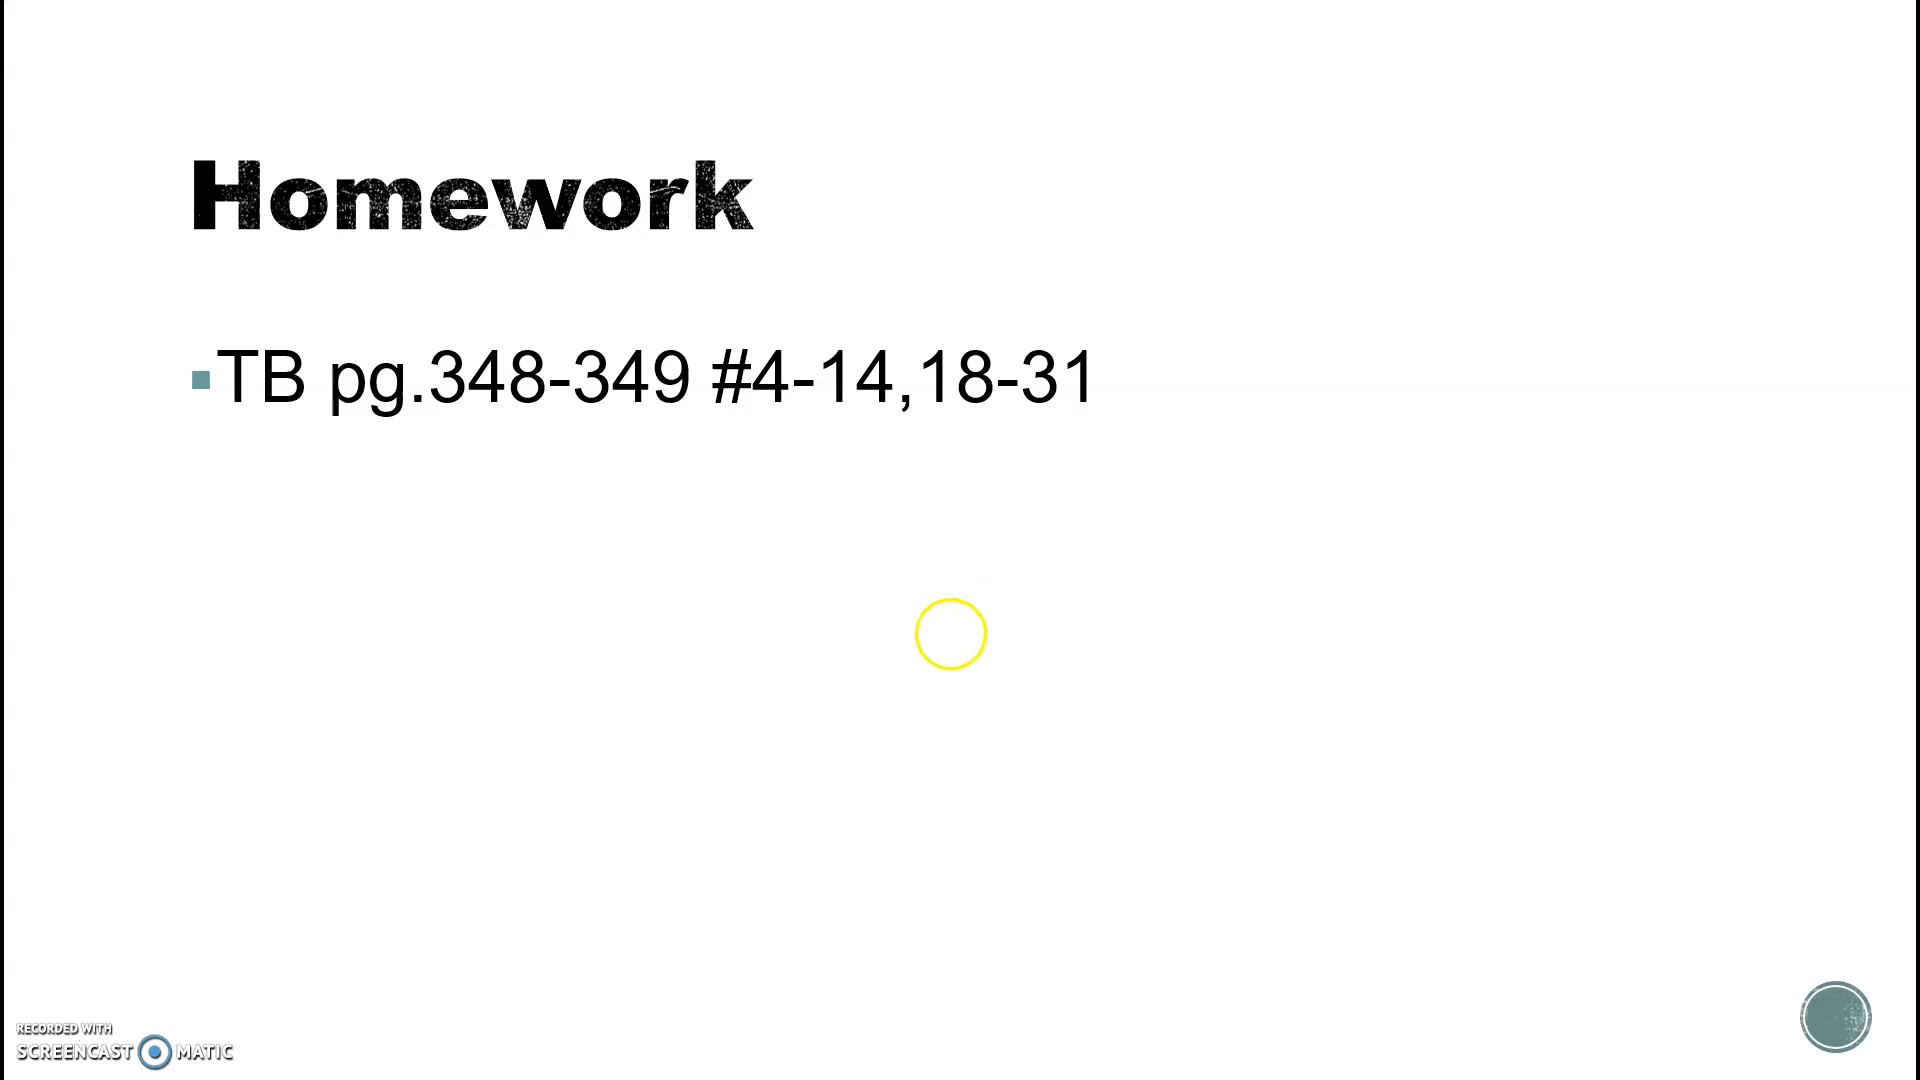 Homework
TB pg.348-349 #4-14,18-31
RECORDED WITH
SCREENCAST MATIC